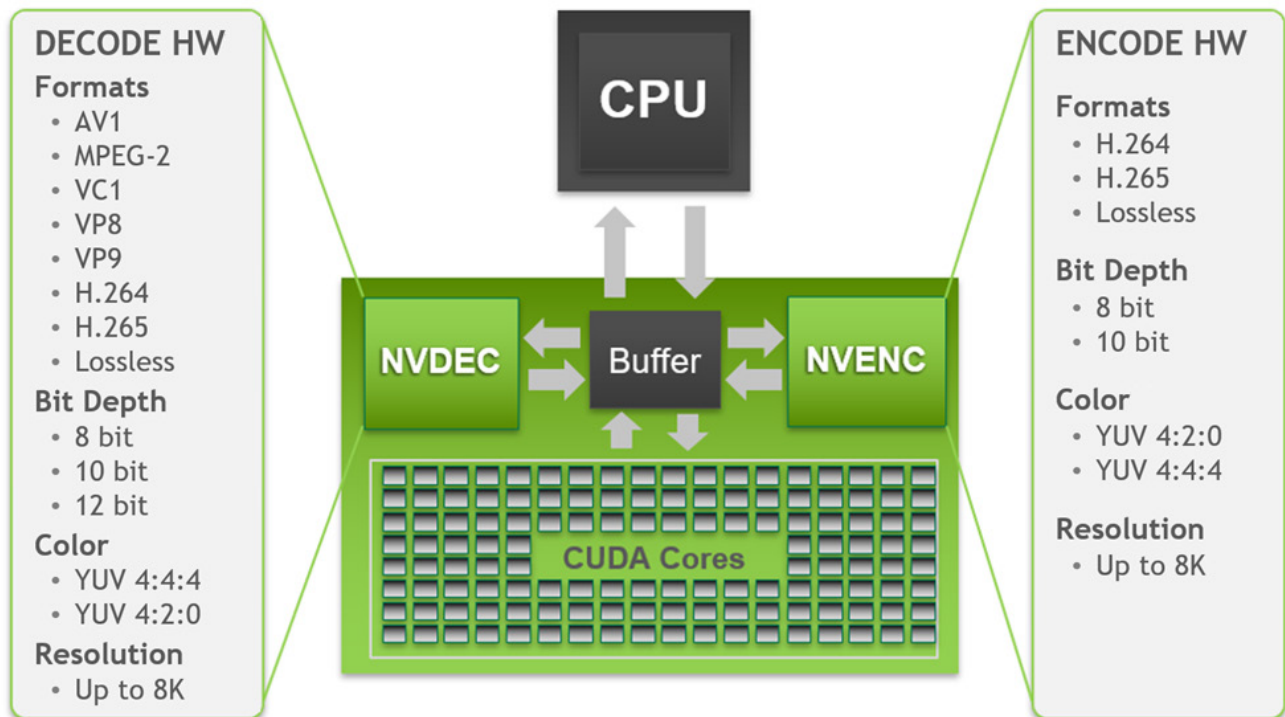 DECODE HW
Formats
• AV1
• MPEG-2
• VC1
• VP8
• VP9
• H.264
• H.265
• Lossless
Bit Depth
• 8 bit
• 10 bit
• 12 bit
Color
• YUV 4:4:4
• YUV 4:2:0
Resolution
• Up to 8K
CPU
NVDEC
Buffer
NVENC
CUDA Cores
ENCODE HW
Formats
• H.264
• H.265
• Lossless
Bit Depth
• 8 bit
• 10 bit
Color
• YUV 4:2:0
• YUV 4:4:4
Resolution
• Up to 8K